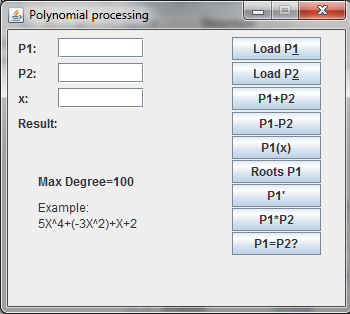 Polynomial processing
P1:
P2:
x:
Result:
Max Degree=100
Example:
5X^4+(-3X^2)+X+2
Load P1
Load P2
P1+P2
P1-P2
P1(x)
Roots P1
P1'
P1*P2
P1=P2?